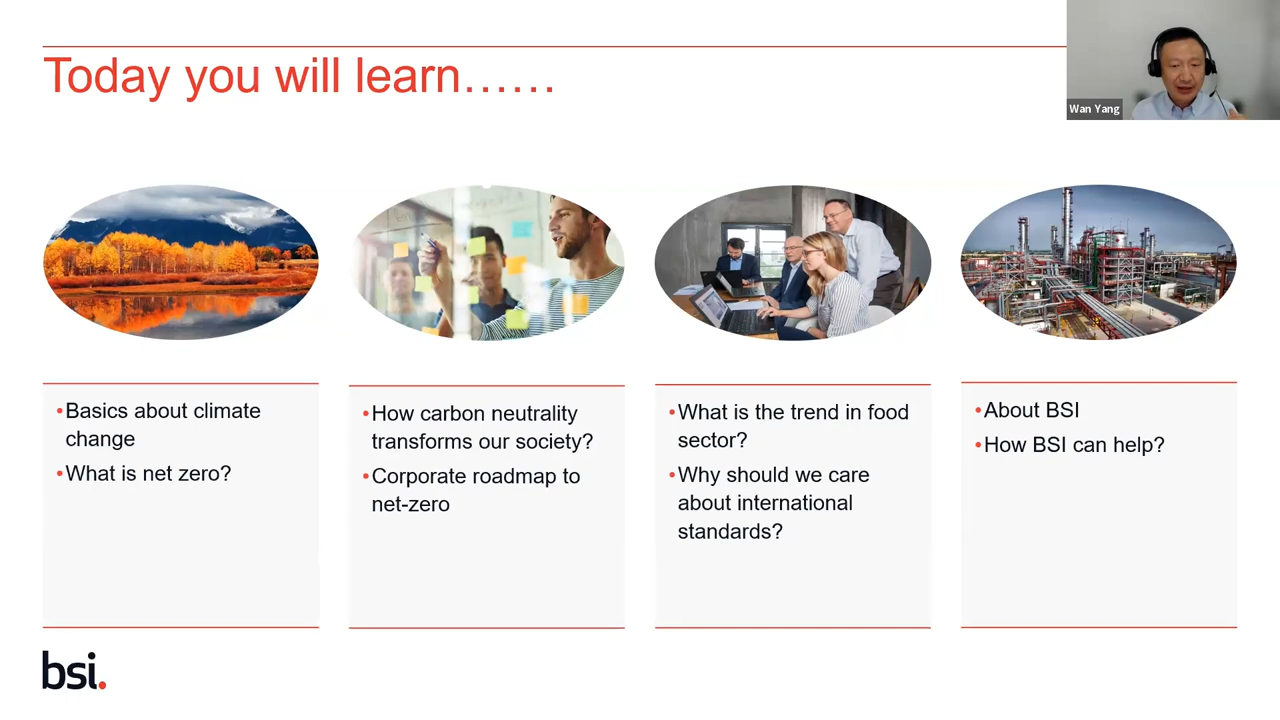 Today you will learn……
Wan Yang
•Basics about climate
change
•What is net zero?
•How carbon neutrality
transforms our society?
•Corporate roadmap to
net-zero
•What is the trend in food
sector?
•Why should we care
about international
standards?
•About BSI
•How BSI can help?
bsi.